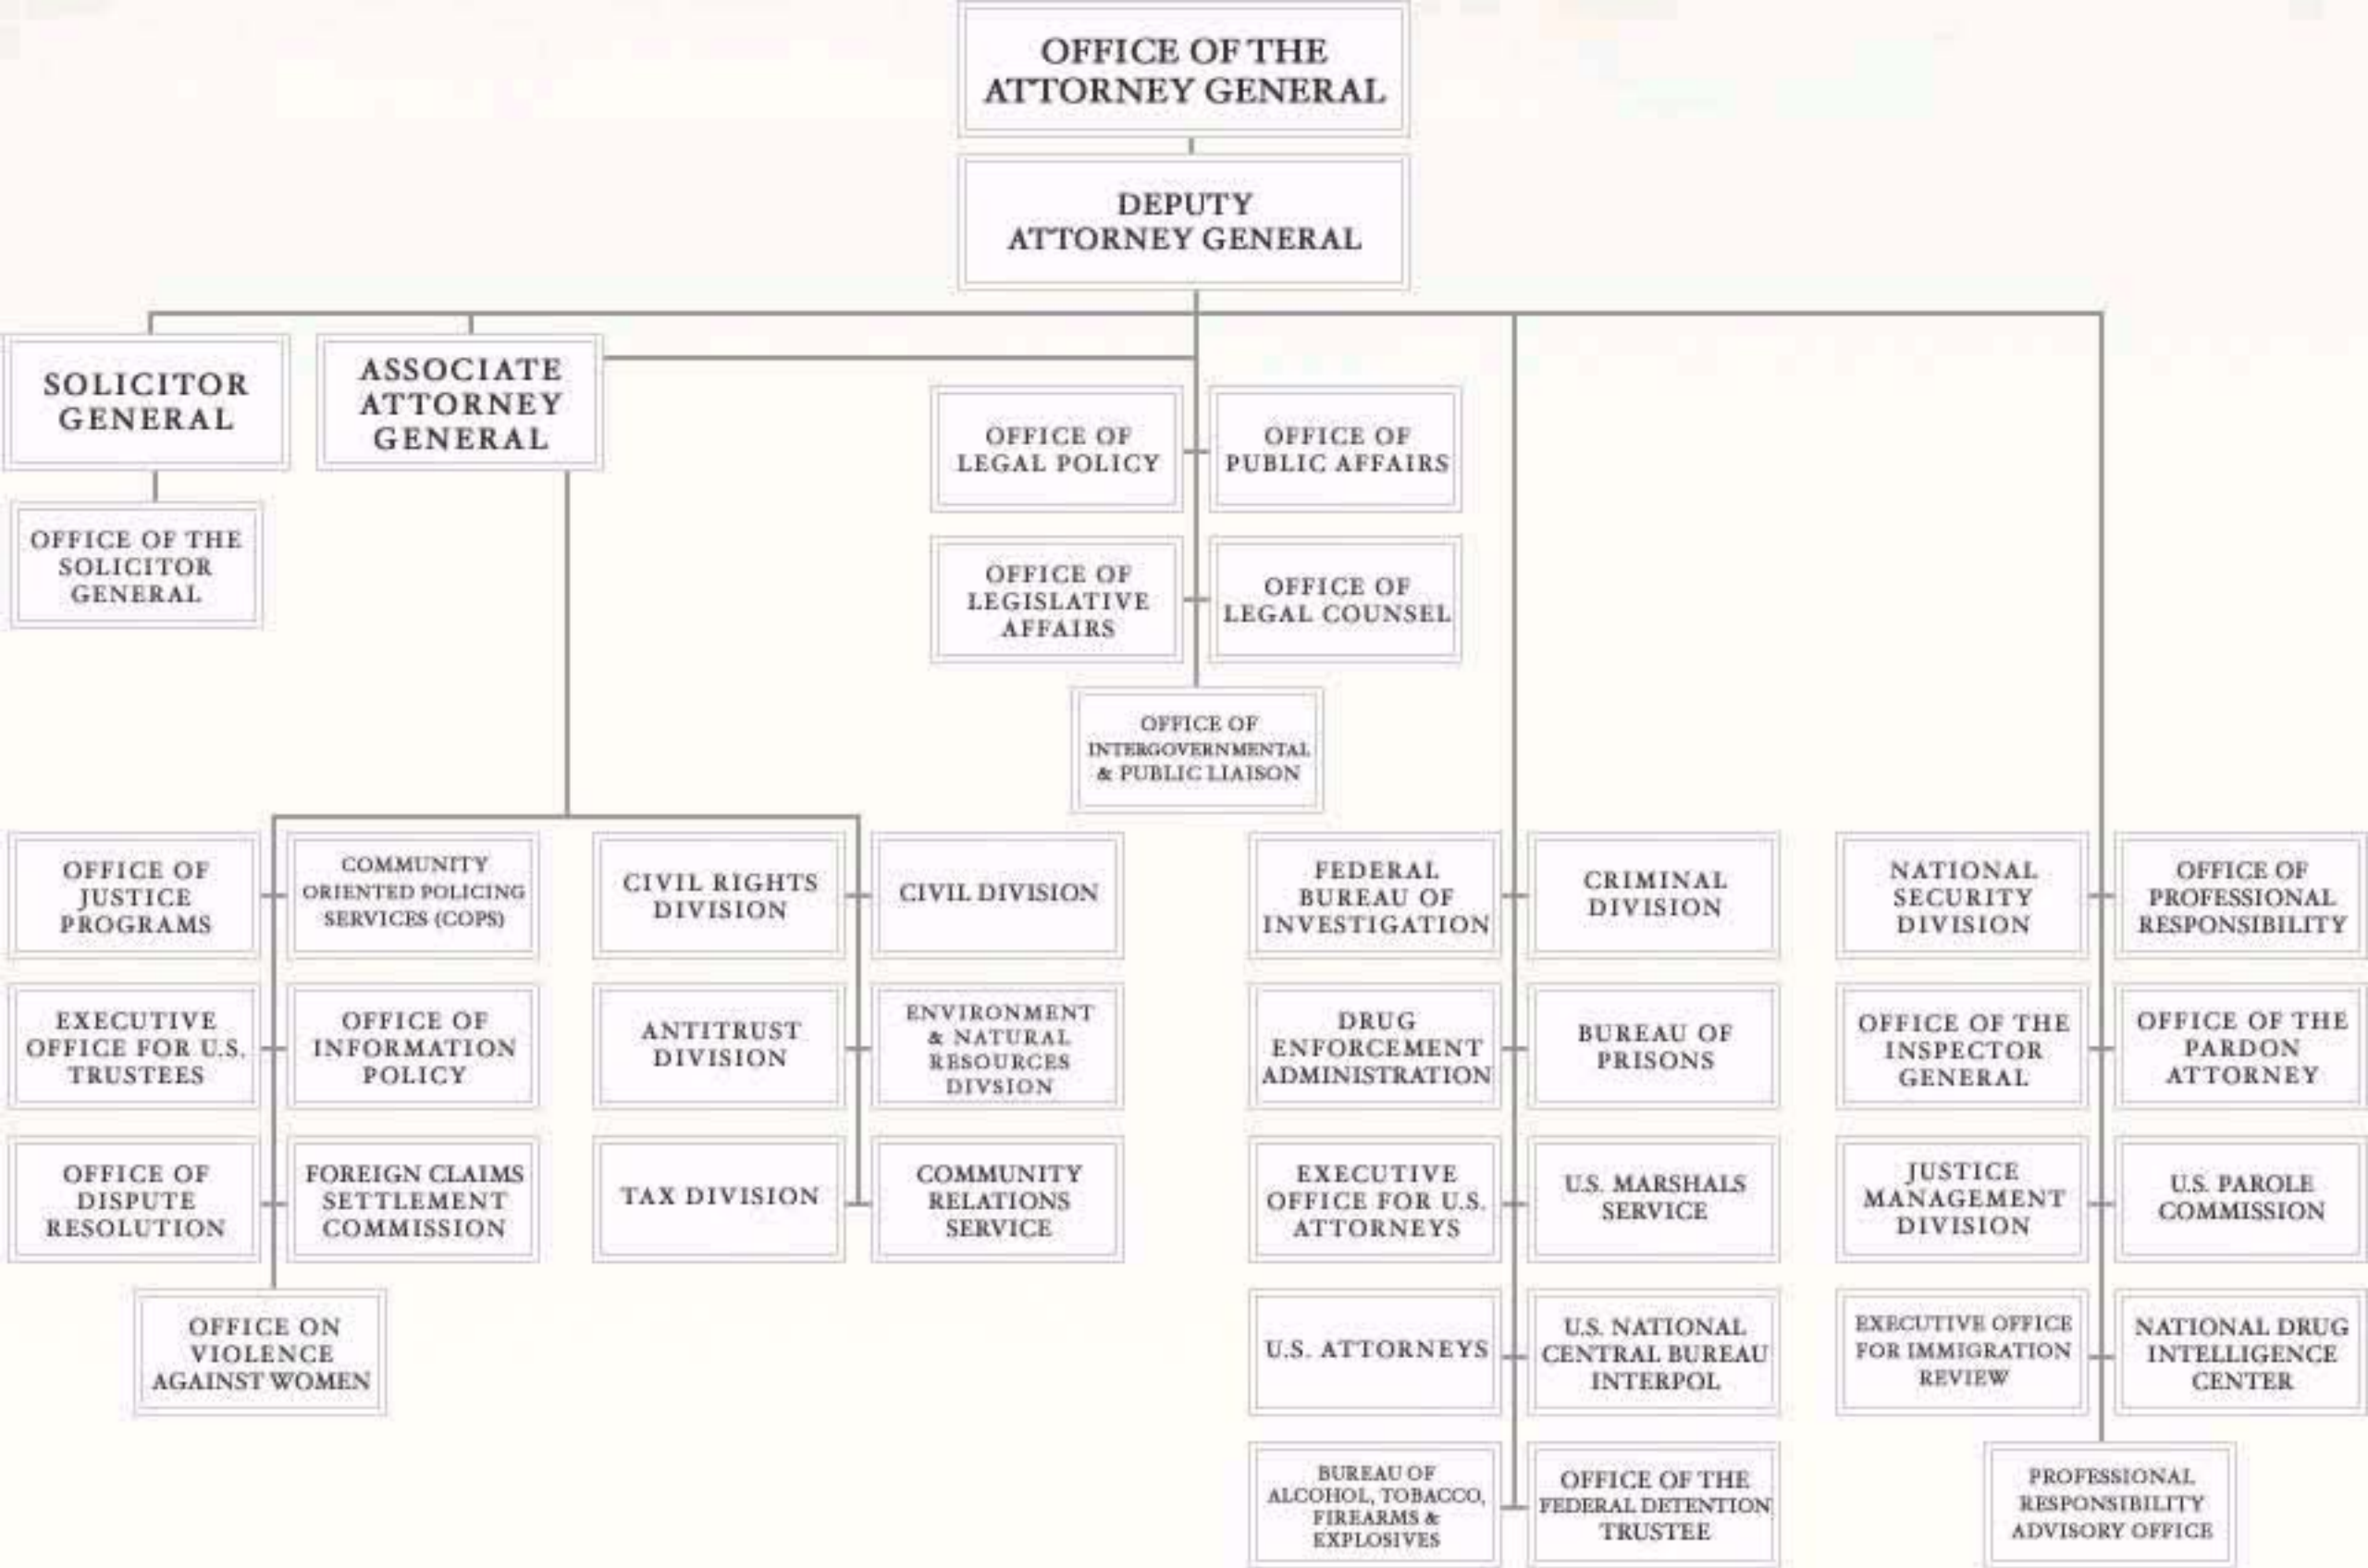 OFFICE OF THE
ATTORNEY GENERAL
DEPUTY
ATTORNEY GENERAL
SOLICITOR
GENERAL
ASSOCIATE
ATTORNEY
GENERAL
OFFICE OF THE
SOLICITOR
GENERAL
OFFICE OF
LEGAL POLICY
OFFICE OF
PUBLIC AFFAIRS
OFFICE OF
LEGISLATIVE
AFFAIRS
OFFICE OF
LEGAL COUNSEL
OFFICE OF
INTERGOVERNMENTAL
& PUBLIC LIAISON
OFFICE OF
JUSTICE
PROGRAMS
COMMUNITY
ORIENTED POLICING
SERVICES (COPS)
EXECUTIVE
OFFICE FOR U.S.
TRUSTEES
OFFICE OF
INFORMATION
POLICY
OFFICE OF
DISPUTE
RESOLUTION
FOREIGN CLAIMS
SETTLEMENT
COMMISSION
OFFICE ON
VIOLENCE
AGAINST WOMEN
CIVIL RIGHTS
DIVISION
CIVIL DIVISION
ANTITRUST
DIVISION
ENVIRONMENT
& NATURAL
RESOURCES
DIVSION
TAX DIVISION
COMMUNITY
RELATIONS
SERVICE
FEDERAL
BUREAU OF
INVESTIGATION
CRIMINAL
DIVISION
DRUG
ENFORCEMENT
ADMINISTRATION
BUREAU OF
PRISONS
EXECUTIVE
OFFICE FOR U.S.
ATTORNEYS
U.S. MARSHALS
SERVICE
U.S. ATTORNEYS
U.S. NATIONAL
CENTRAL BUREAU
INTERPOL
BUREAU OF
ALCOHOL, TOBACCO,
FIREARMS &
EXPLOSIVES
OFFICE OF THE
FEDERAL DETENTION
TRUSTEE
NATIONAL
SECURITY
DIVISION
OFFICE OF
PROFESSIONAL
RESPONSIBILITY
OFFICE OF THE
INSPECTOR
GENERAL
OFFICE OF THE
PARDON
ATTORNEY
JUSTICE
MANAGEMENT
DIVISION
U.S. PAROLE
COMMISSION
EXECUTIVE OFFICE
FOR IMMIGRATION
REVIEW
NATIONAL DRUG
INTELLIGENCE
CENTER
PROFESSIONAL
RESPONSIBILITY
ADVISORY OFFICE